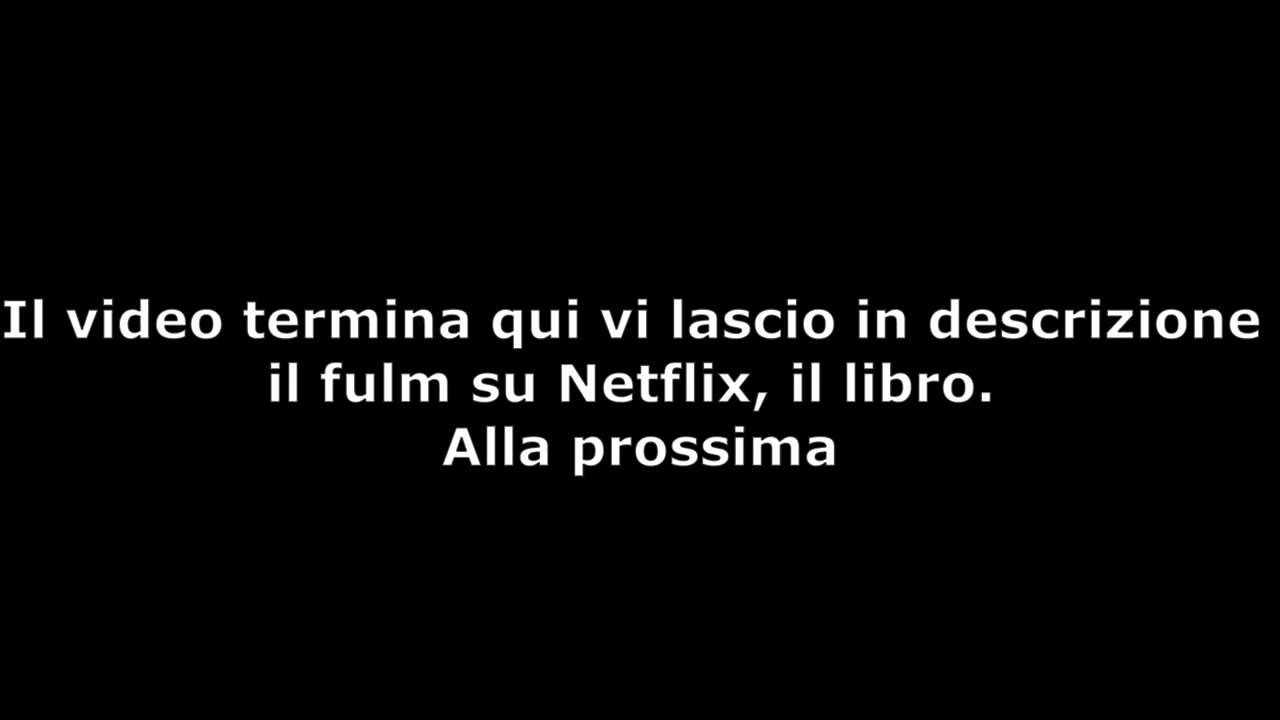 Il video termina qui vi lascio in descrizione
il fulm su Netflix, il libro.
Alla prossima